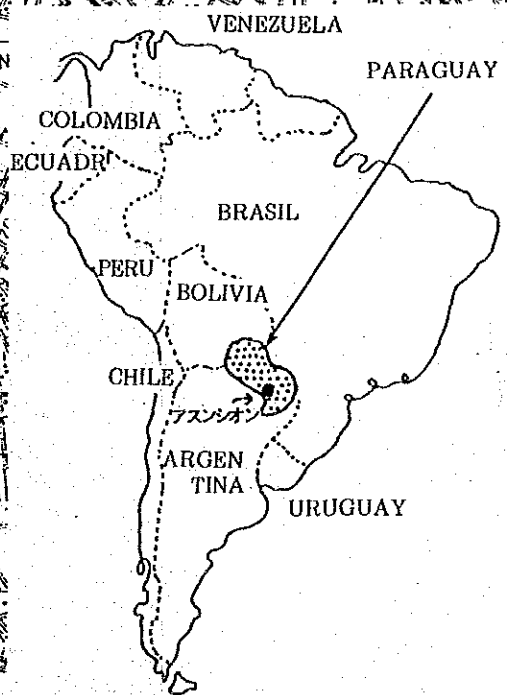 VENEZUELA
PARAGUAY
COLOMBIA
ECUADR
BRASIL
PERU
BOLIVIA
CHILE
アスンシオン
ARGEN
TINA
URUGUAY